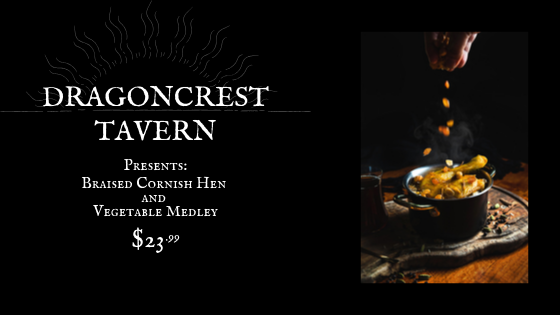 DRAGONCREST
TAVERN
Presents:
Braised Cornish Hen
and
Vegetable Medley
$23.99